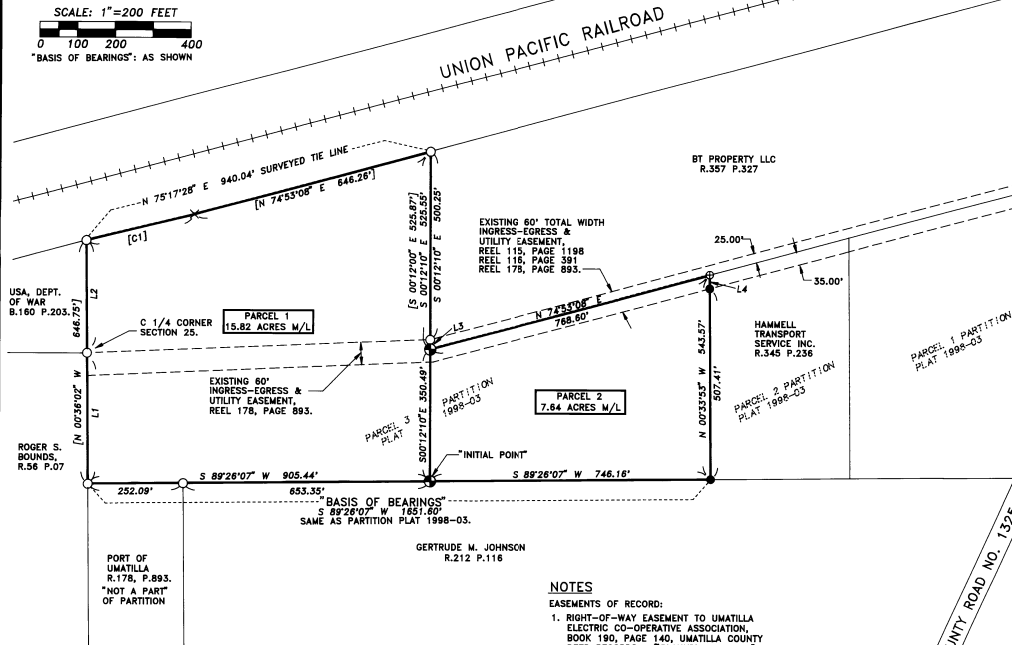 SCALE: 1"=200 FEET
0 100 200 400
"BASIS OF BEARINGS": AS SHOWN
UNION PACIFIC RAILROAD
N 75°17'28" E 940.04' SURVEYED TIE LINE
[N 74°53'08" E 646.26']
[C1]
BT PROPERTY LLC
R.357 P.327
[S 00°12'00" E 525.87']
S 00°12'10" E 525.55'
S 00°12'10" E 500.25'
EXISTING 60' TOTAL WIDTH
INGRESS-EGRESS &
UTILITY EASEMENT,
REEL 115, PAGE 1198
REEL 116, PAGE 391
REEL 178, PAGE 893.
25.00'
35.00'
L4
N 74°53'08" E
768.60'
L3
USA, DEPT.
OF WAR
B.160 P.203.
L2
646.75']
C 1/4 CORNER
SECTION 25.
PARCEL 1
15.82 ACRES M/L
EXISTING 60'
INGRESS-EGRESS &
UTILITY EASEMENT,
REEL 178, PAGE 893.
[N 00°36'02" W
L1
S00°12'10"E 350.49'
PARCEL 3 PARTITION
PLAT 1998-03
PARCEL 2
7.64 ACRES M/L
N 00°33'53" W 543.57'
507.41'
HAMMELL
TRANSPORT
SERVICE INC.
R.345 P.236
PARCEL 2 PARTITION
PLAT 1998-03
PARCEL 1 PARTITION
PLAT 1998-03
ROGER S.
BOUNDS,
R.56 P.07
"INITIAL POINT"
S 89°26'07" W 905.44'
S 89°26'07" W 746.16'
252.09'
653.35'
"BASIS OF BEARINGS"
S 89°26'07" W 1651.60'
SAME AS PARTITION PLAT 1998-03.
GERTRUDE M. JOHNSON
R.212 P.116
PORT OF
UMATILLA
R.178, P.893.
"NOT A PART"
OF PARTITION
NOTES
EASEMENTS OF RECORD:
1. RIGHT-OF-WAY EASEMENT TO UMATILLA
ELECTRIC CO-OPERATIVE ASSOCIATION,
BOOK 190, PAGE 140, UMATILLA COUNTY
UNTY ROAD NO. 1325